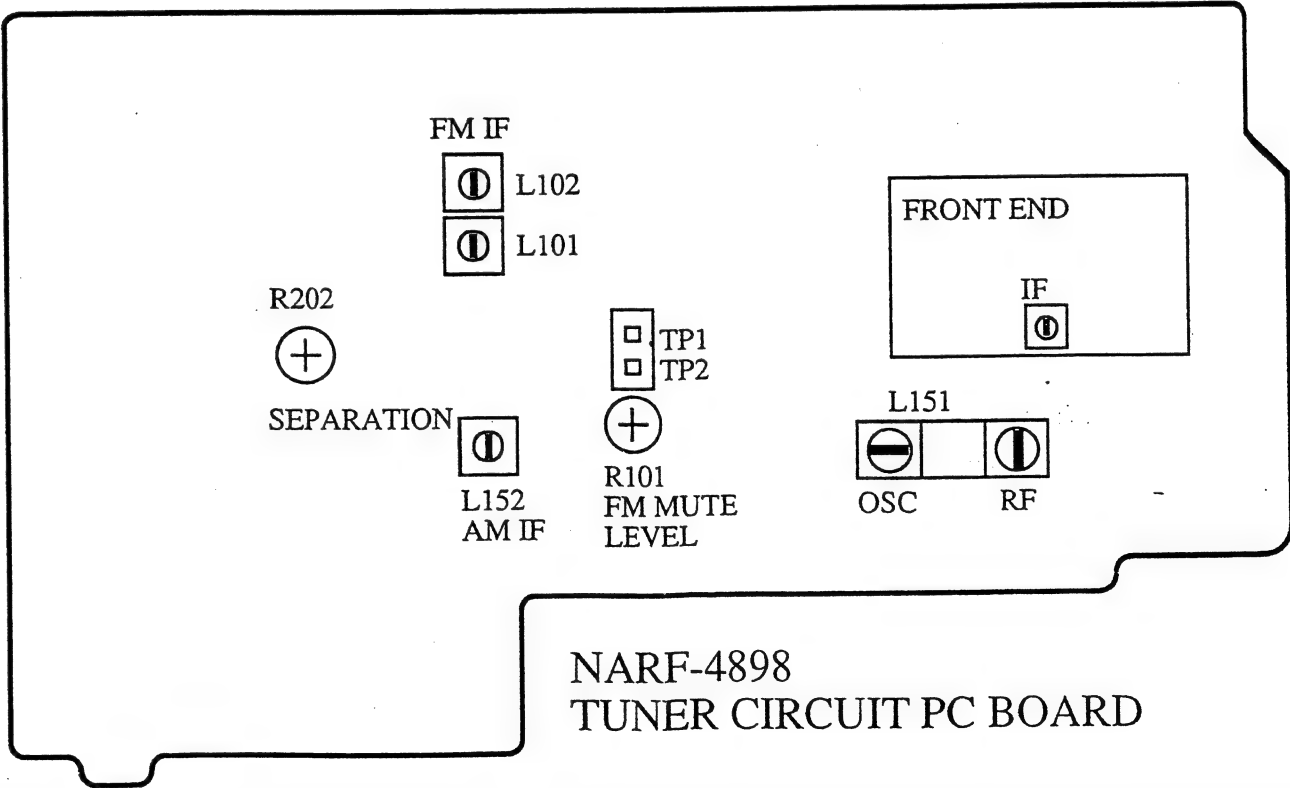 FM IF
L102
L101
FRONT END
IF
R202
SEPARATION
TP1
TP2
L151
OSC
RF
L152
AM IF
R101
FM MUTE
LEVEL
NARF-4898
TUNER CIRCUIT PC BOARD